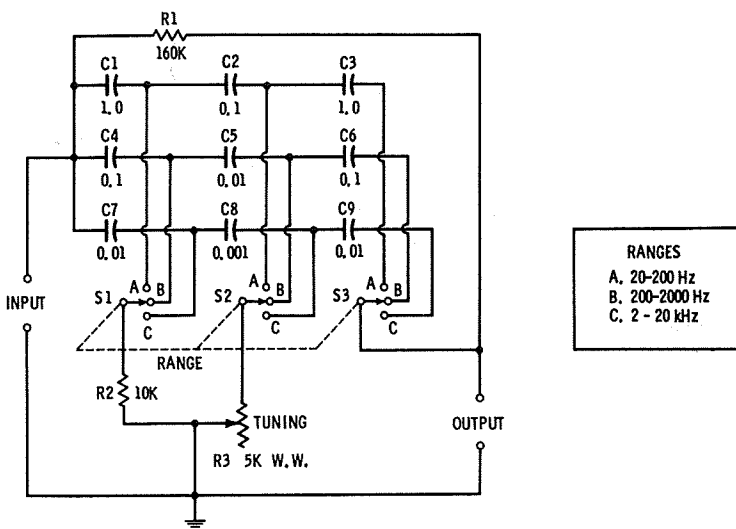 R1
160K
C1
C2
C3
1.0
0.1
1.0
C4
C5
C6
0.1
0.01
0.1
C7
C8
C9
0.01
0.001
0.01
INPUT
S1
A
B
C
S2
A
B
C
S3
A
B
C
RANGE
R2
10K
TUNING
R3 5K W.W.
OUTPUT
RANGES
A. 20-200 Hz
B. 200-2000 Hz
C. 2 - 20 kHz